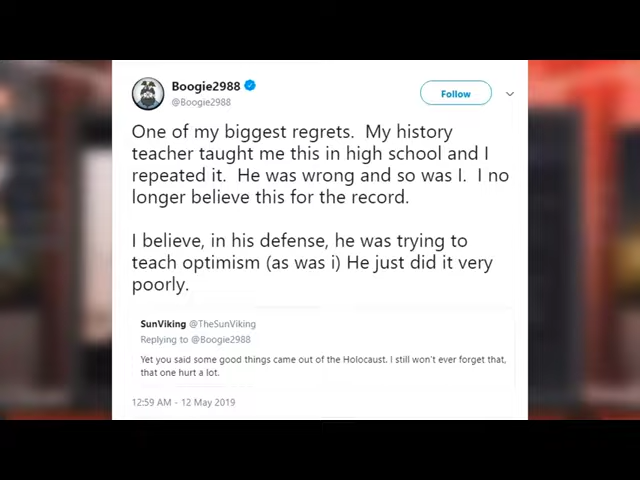 Boogie2988
@Boogie2988
Follow
One of my biggest regrets. My history
teacher taught me this in high school and I
repeated it. He was wrong and so was I. I no
longer believe this for the record.
I believe, in his defense, he was trying to
teach optimism (as was i) He just did it very
poorly.
SunViking @TheSunViking
Replying to @Boogie2988
Yet you said some good things came out of the Holocaust. I still won't ever forget that,
that one hurt a lot.
12:59 AM - 12 May 2019